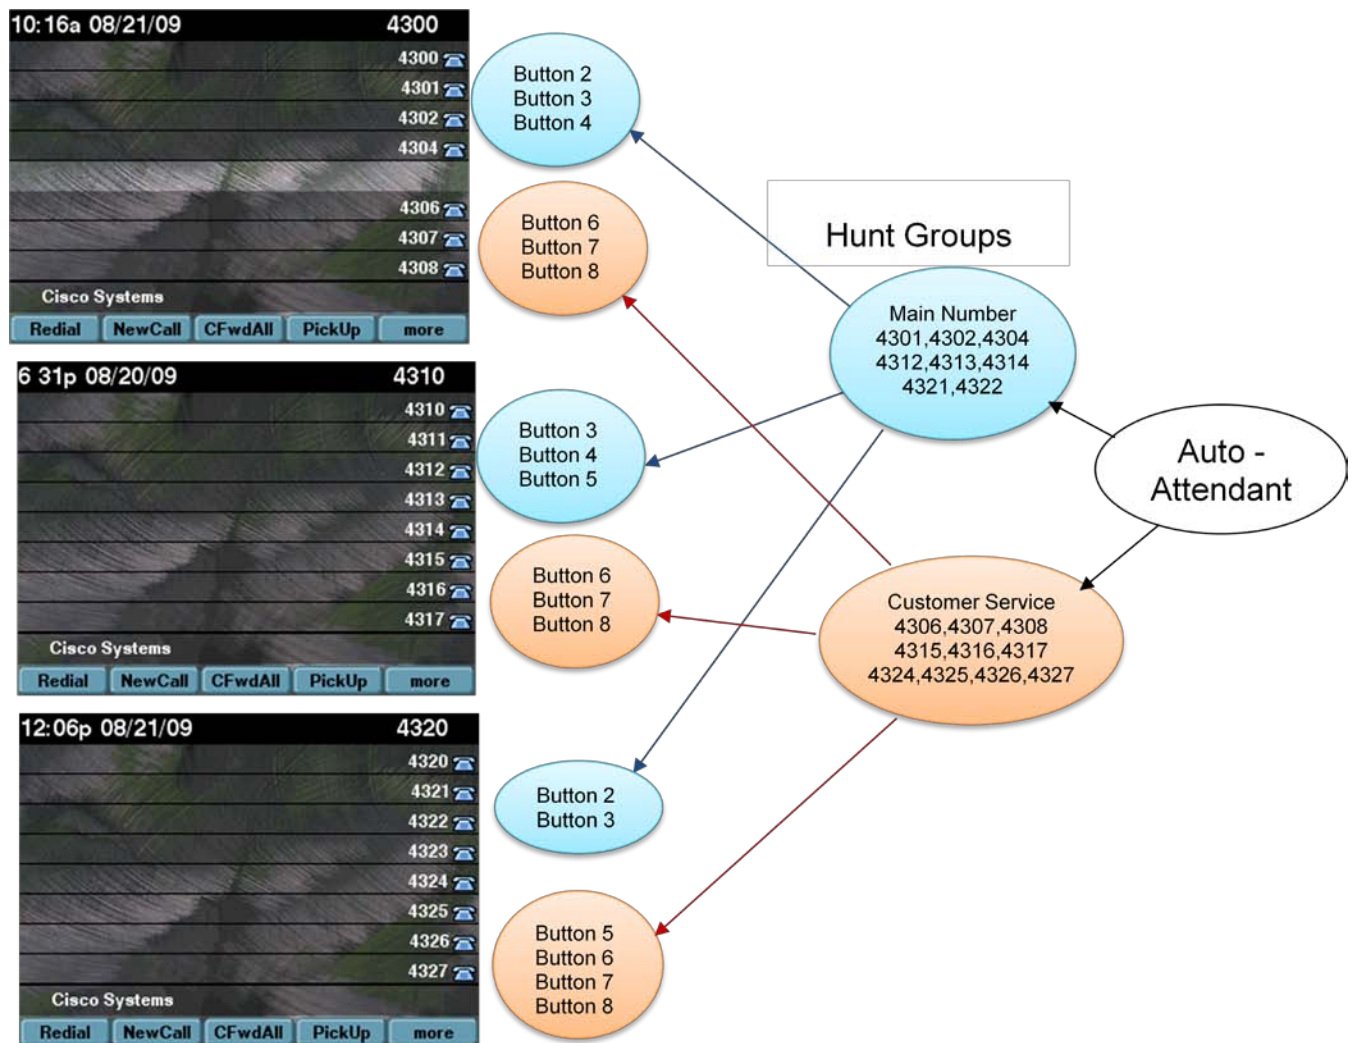 10:16a 08/21/09 4300
4300
4301
4302
4304
4306
4307
4308
Cisco Systems
Redial NewCall CFwdAll PickUp more
6 31p 08/20/09 4310
4310
4311
4312
4313
4314
4315
4316
4317
Cisco Systems
Redial NewCall CFwdAll PickUp more
12:06p 08/21/09 4320
4320
4321
4322
4323
4324
4325
4326
4327
Cisco Systems
Redial NewCall CFwdAll PickUp more
Button 2
Button 3
Button 4
Button 6
Button 7
Button 8
Button 3
Button 4
Button 5
Button 6
Button 7
Button 8
Button 2
Button 3
Button 5
Button 6
Button 7
Button 8
Hunt Groups
Main Number
4301,4302,4304
4312,4313,4314
4321,4322
Customer Service
4306,4307,4308
4315,4316,4317
4324,4325,4326,4327
Auto -
Attendant